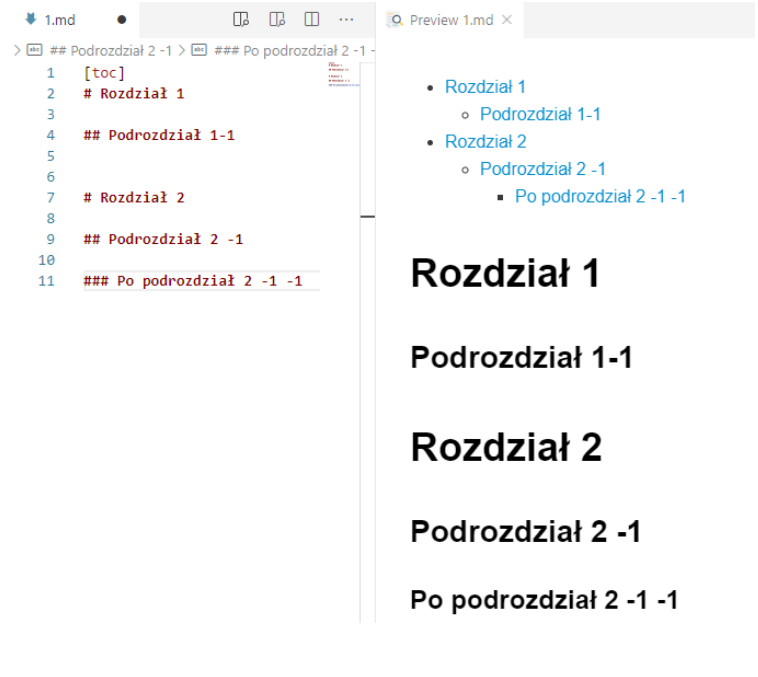 1.md
## Podrozdział 2 -1 > ### Po podrozdział 2 -1 -
1 [toc]
2 # Rozdział 1
3
4 ## Podrozdział 1-1
5
6
7 # Rozdział 2
8
9 ## Podrozdział 2 -1
10
11 ### Po podrozdział 2 -1 -1
Preview 1.md
Rozdział 1
Podrozdział 1-1
Rozdział 2
Podrozdział 2 -1
Po podrozdział 2 -1 -1
Rozdział 1
Podrozdział 1-1
Rozdział 2
Podrozdział 2 -1
Po podrozdział 2 -1 -1